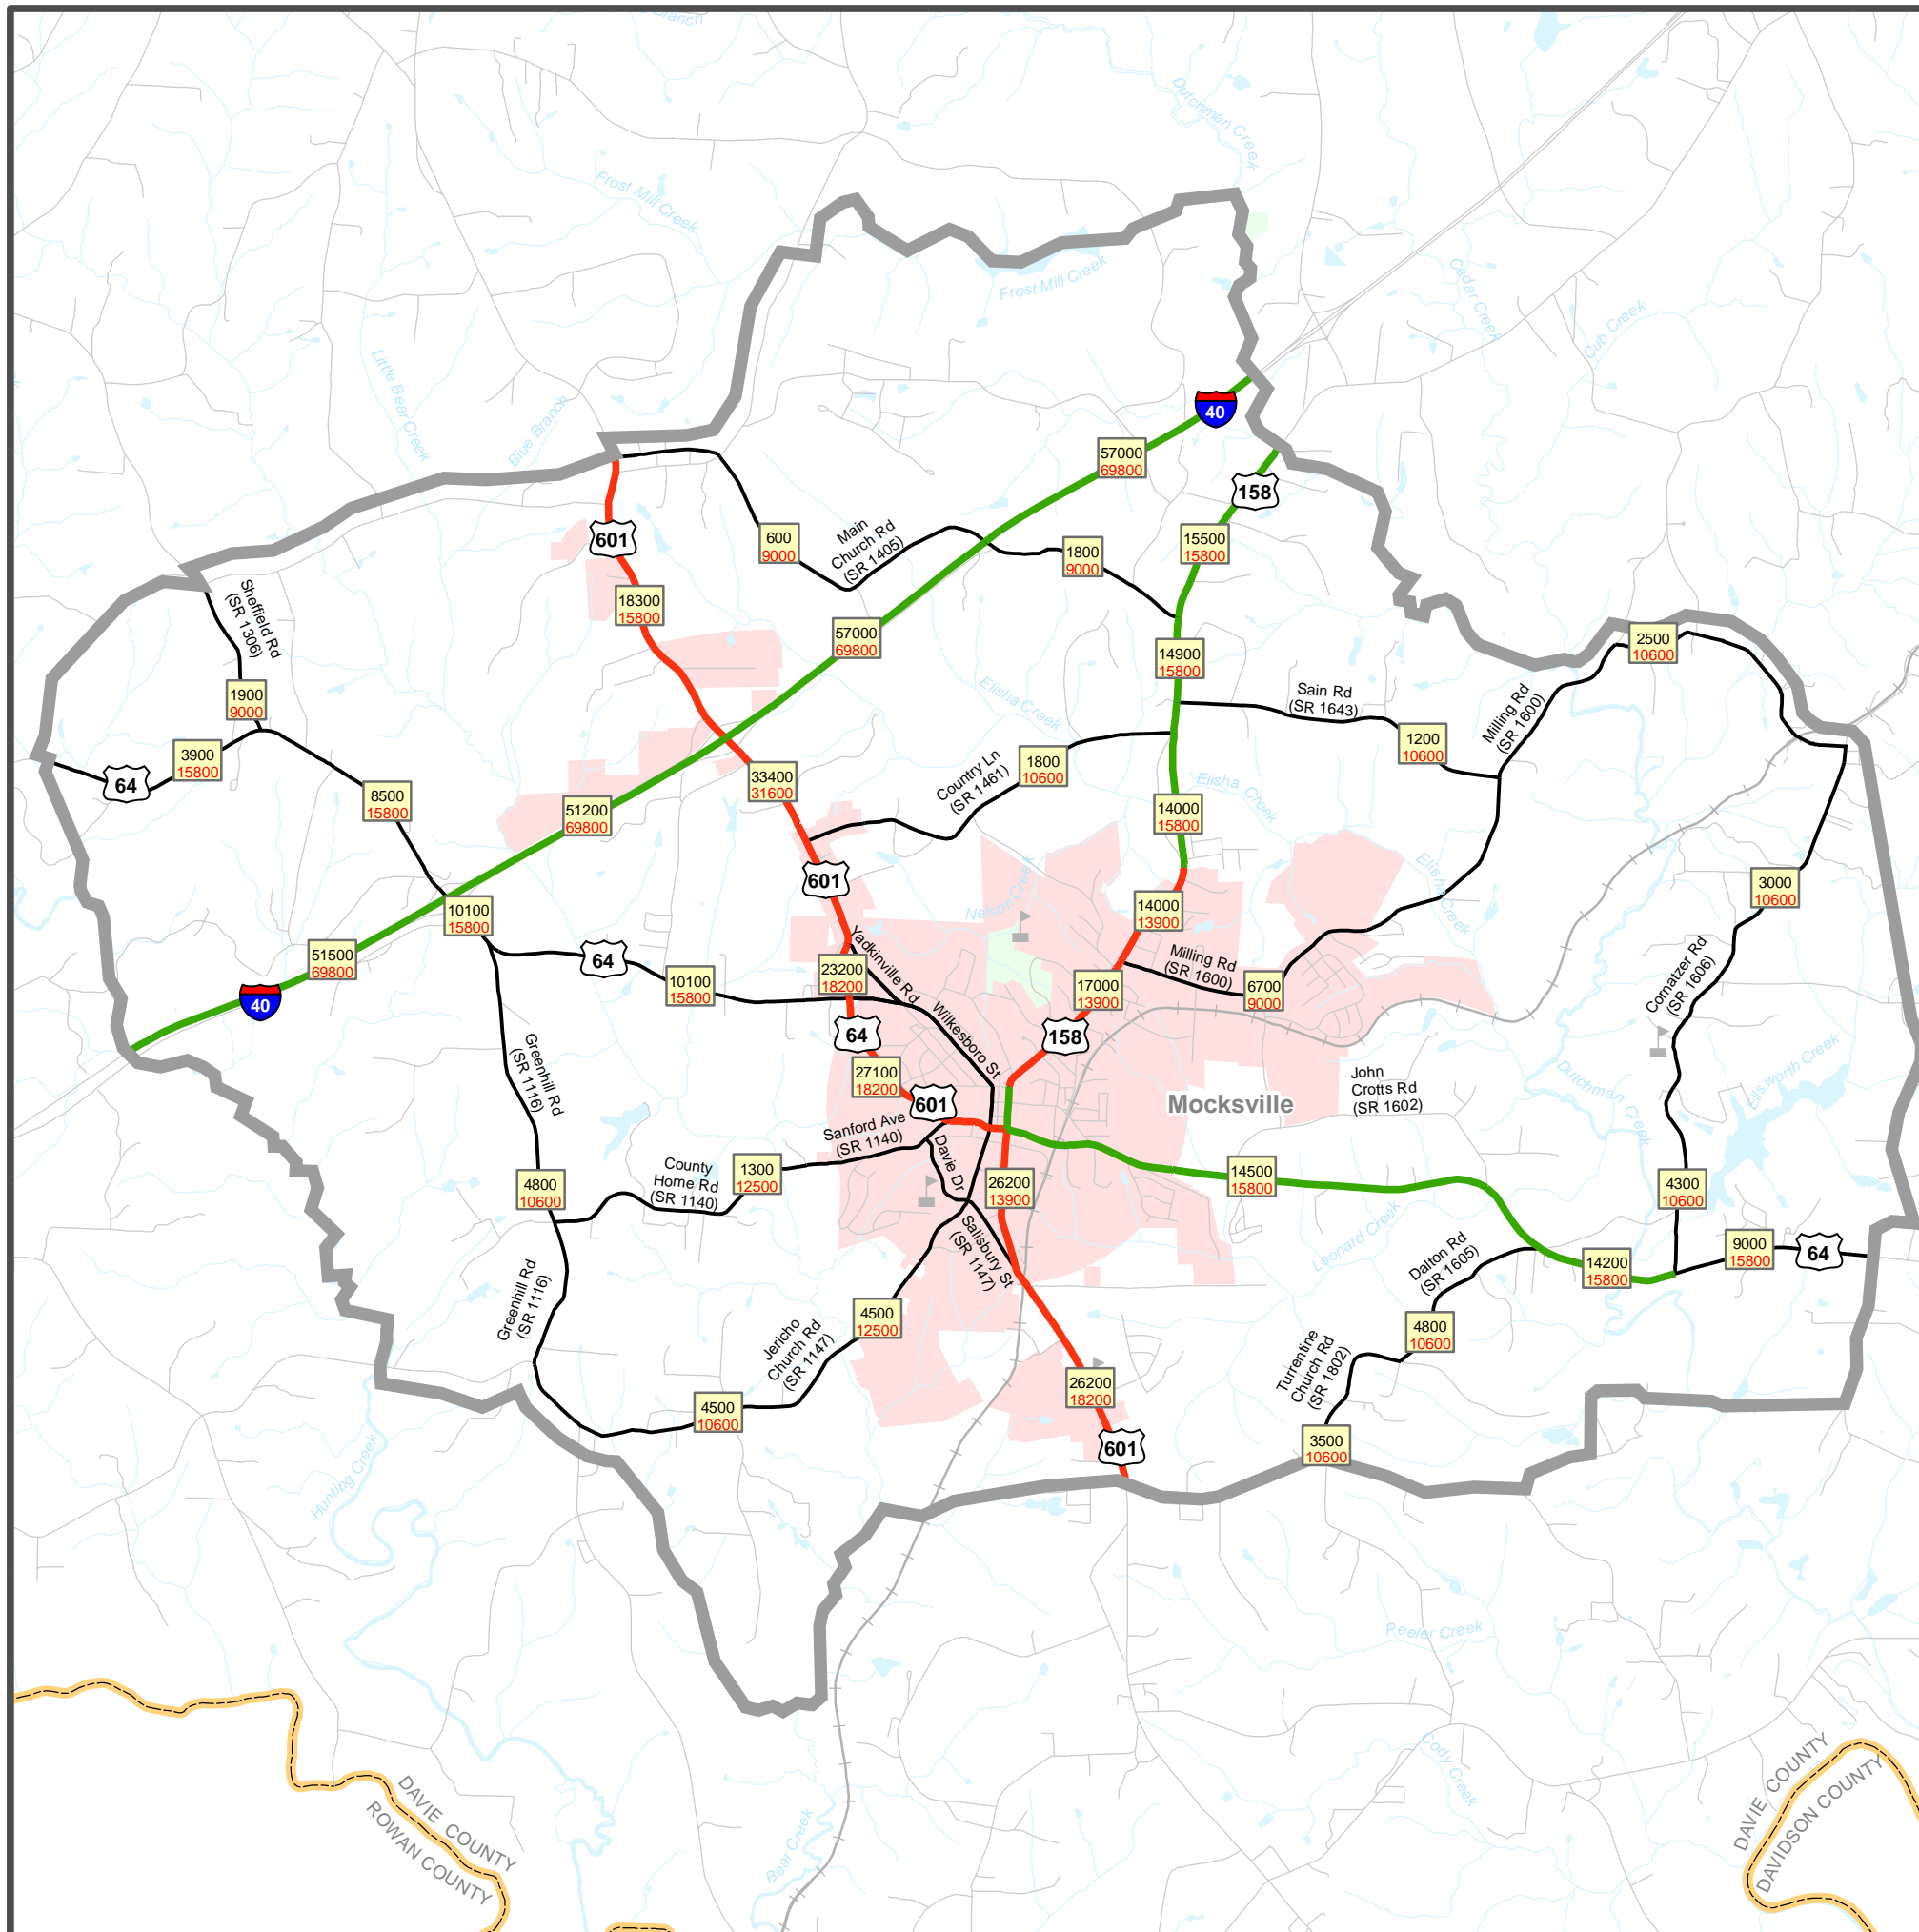 Branch
Dutchman Creek
Frost Mill Creek
Frost Mill Creek
Cedar Creek
Cub Creek
Little Bear Creek
Blue Branch
40
57000
69800
158
601
600
9000
Main
Church Rd
(SR 1405)
1800
9000
15500
15800
Sheffield Rd
(SR 1306)
18300
15800
57000
69800
14900
15800
2500
10600
1900
9000
Elisha Creek
Sain Rd
(SR 1643)
Milling Rd
(SR 1600)
3900
15800
64
8500
15800
33400
31600
Country Ln
(SR 1461)
1800
10600
1200
10600
Elisha
Creek
51200
69800
14000
15800
601
Nelson Creek
Elisha Creek
3000
10600
10100
15800
14000
13900
51500
69800
64
Yadkinville Rd
Milling Rd
(SR 1600)
Cornatzer Rd
(SR 1606)
40
10100
15800
23200
18200
17000
13900
6700
9000
Wilkesboro St
64
158
Greenhill Rd
(SR 1116)
27100
18200
601
John
Crotts Rd
(SR 1602)
Dutchman Creek
Ellsworth Creek
Mocksville
Sanford Ave
(SR 1140)
Davie Dr
County
Home Rd
(SR 1140)
1300
12500
4800
10600
26200
13900
14500
15800
4300
10600
Salisbury St
(SR 1147)
Leonard Creek
Dalton Rd
(SR 1605)
9000
15800
64
14200
15800
Greenhill Rd
(SR 1116)
4500
12500
Jericho
Church Rd
(SR 1147)
4800
10600
Turrentine
Church Rd
(SR 1802)
26200
18200
4500
10600
601
3500
10600
Hunting Creek
Peeler Creek
Cody Creek
Bear Creek
DAVIE COUNTY
ROWAN COUNTY
DAVIE COUNTY
DAVIDSON COUNTY